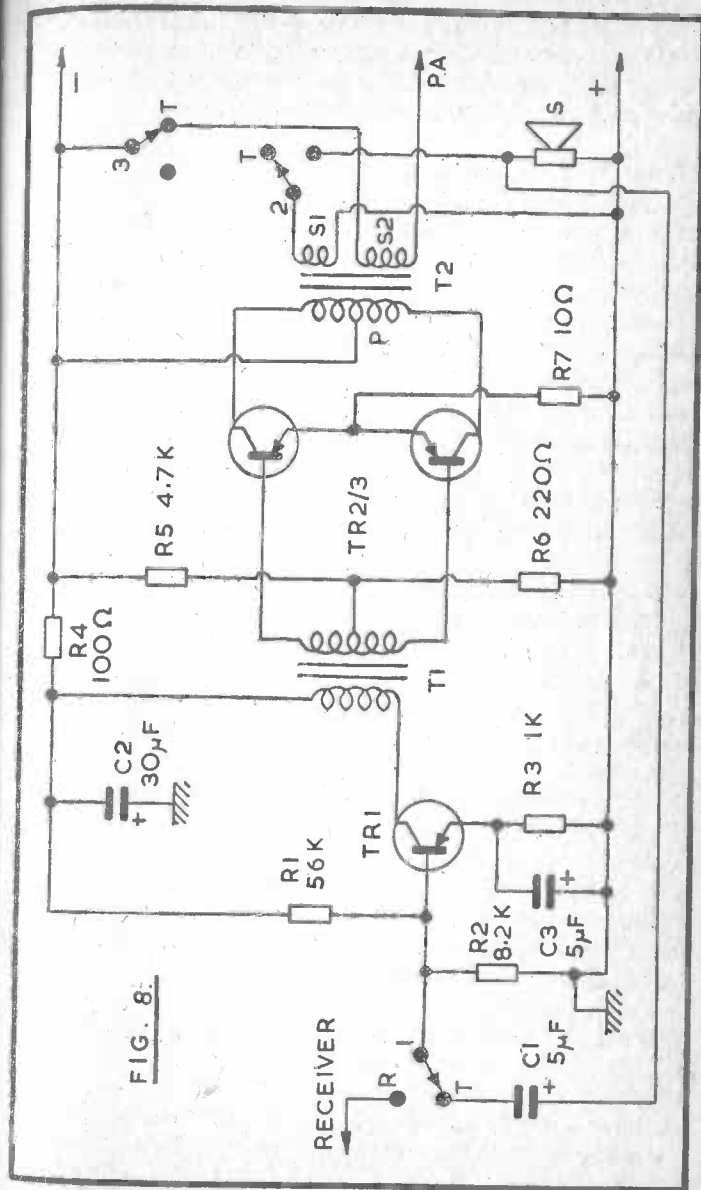 FIG. 8.
RECEIVER
R
1
T
C1
5µF
R1
56K
R2
8.2K
C3
5µF
C2
30µF
+
TR1
R3 1K
R4
100Ω
T1
R5 4.7K
TR2/3
R6 220Ω
R7 10Ω
P
T2
S1
S2
2
T
3
T
−
PA
S
+
+
+